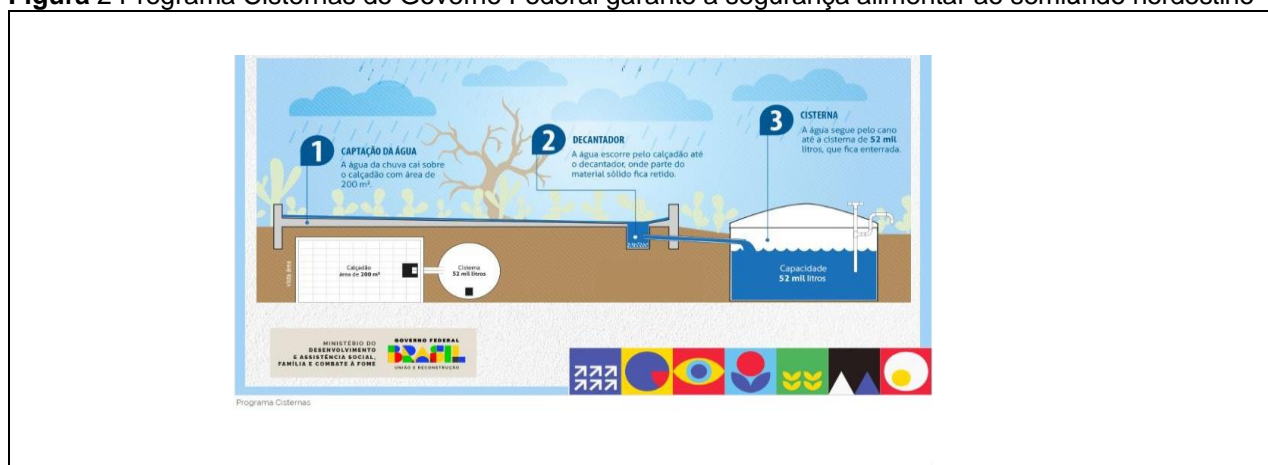 Figura 2 Programa Cisternas do Governo Federal garante a segurança alimentar ao semiárido nordestino
1
CAPTAÇÃO DA ÁGUA
A água da chuva cai sobre
o calçadão com área de
200 m².
2
DECANTADOR
A água escorre pelo calçadão até
o decantador, onde parte do
material sólido fica retido.
3
CISTERNA
A água segue pelo cano
até a cisterna de 52 mil
litros, que fica enterrada.
Calçadão
área de 200 m²
Cisterna
52 mil litros
Capacidade
52 mil litros
MINISTÉRIO DO
DESENVOLVIMENTO
E ASSISTÊNCIA SOCIAL,
FAMÍLIA E COMBATE À FOME
GOVERNO FEDERAL
BRASIL
UNIÃO E RECONSTRUÇÃO
Programa Cisternas